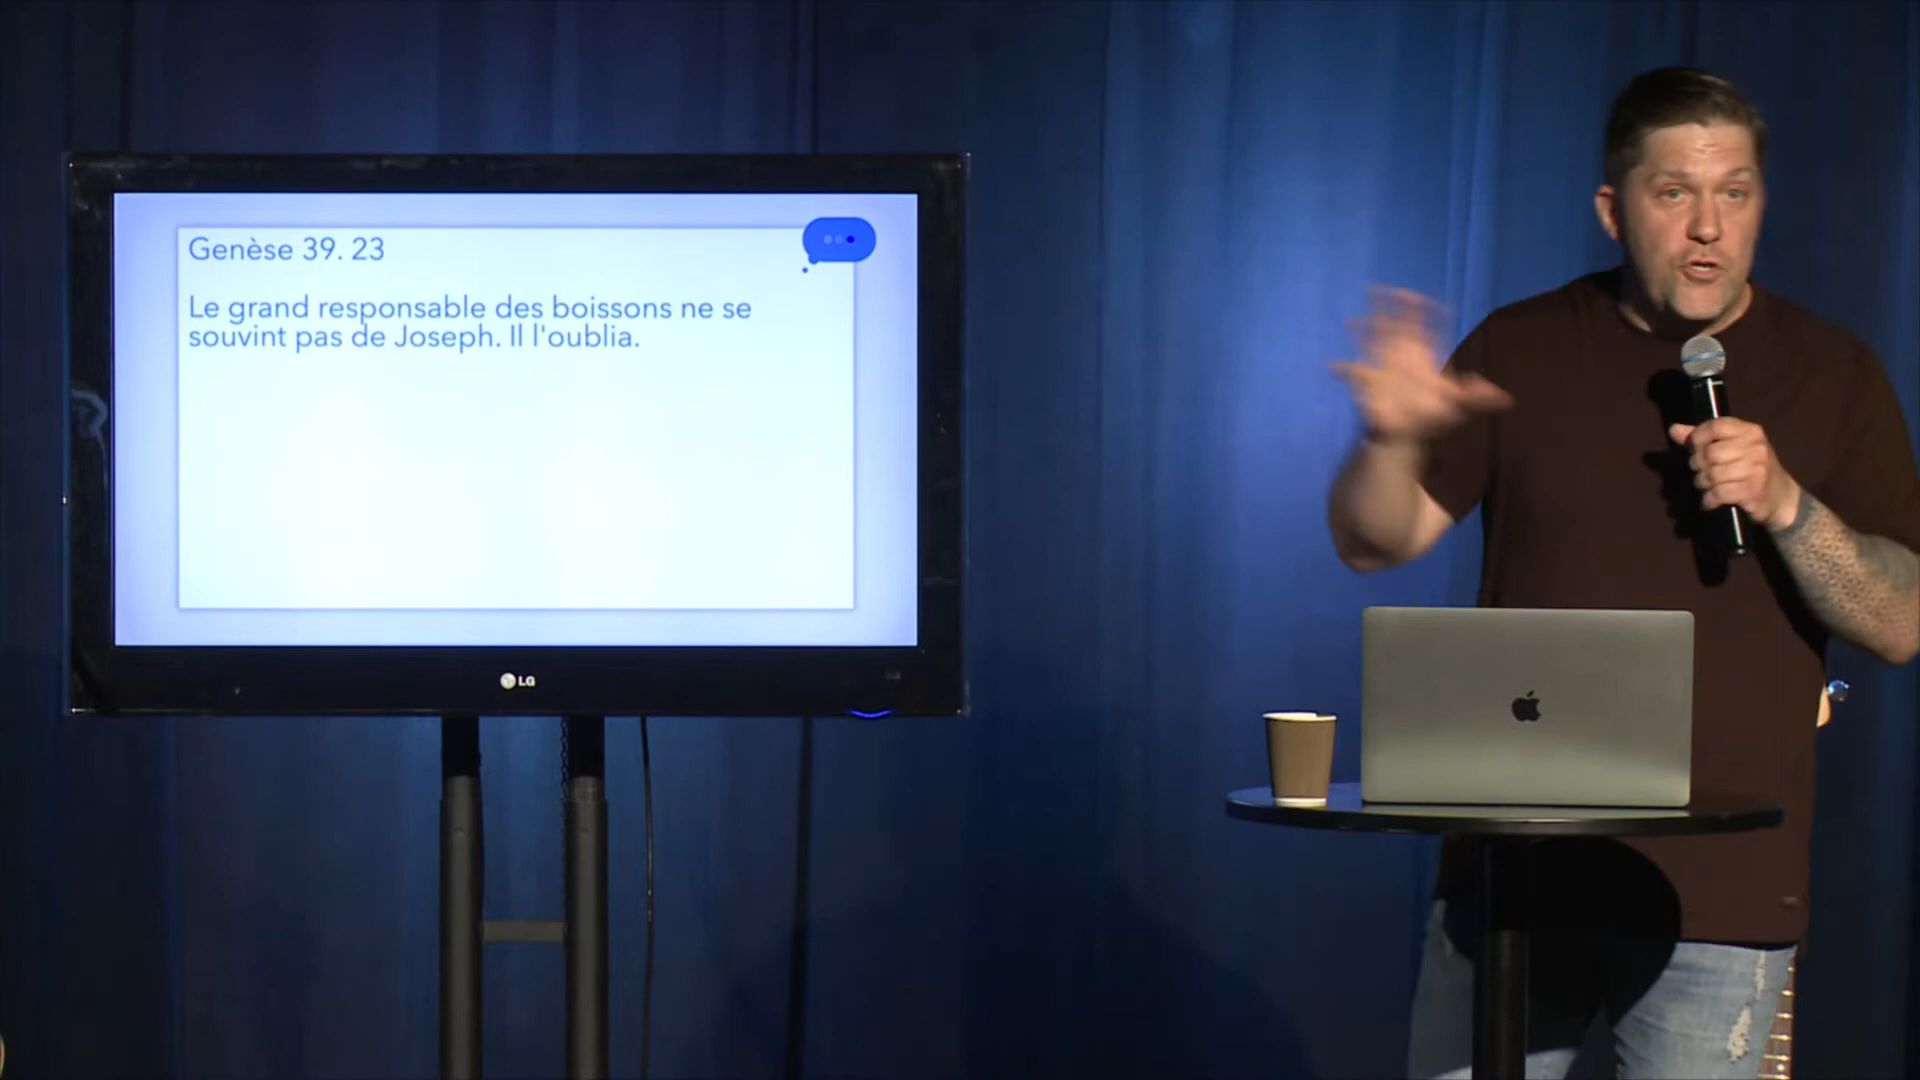 Genèse 39. 23
Le grand responsable des boissons ne se
souvint pas de Joseph. Il l'oublia.
LG